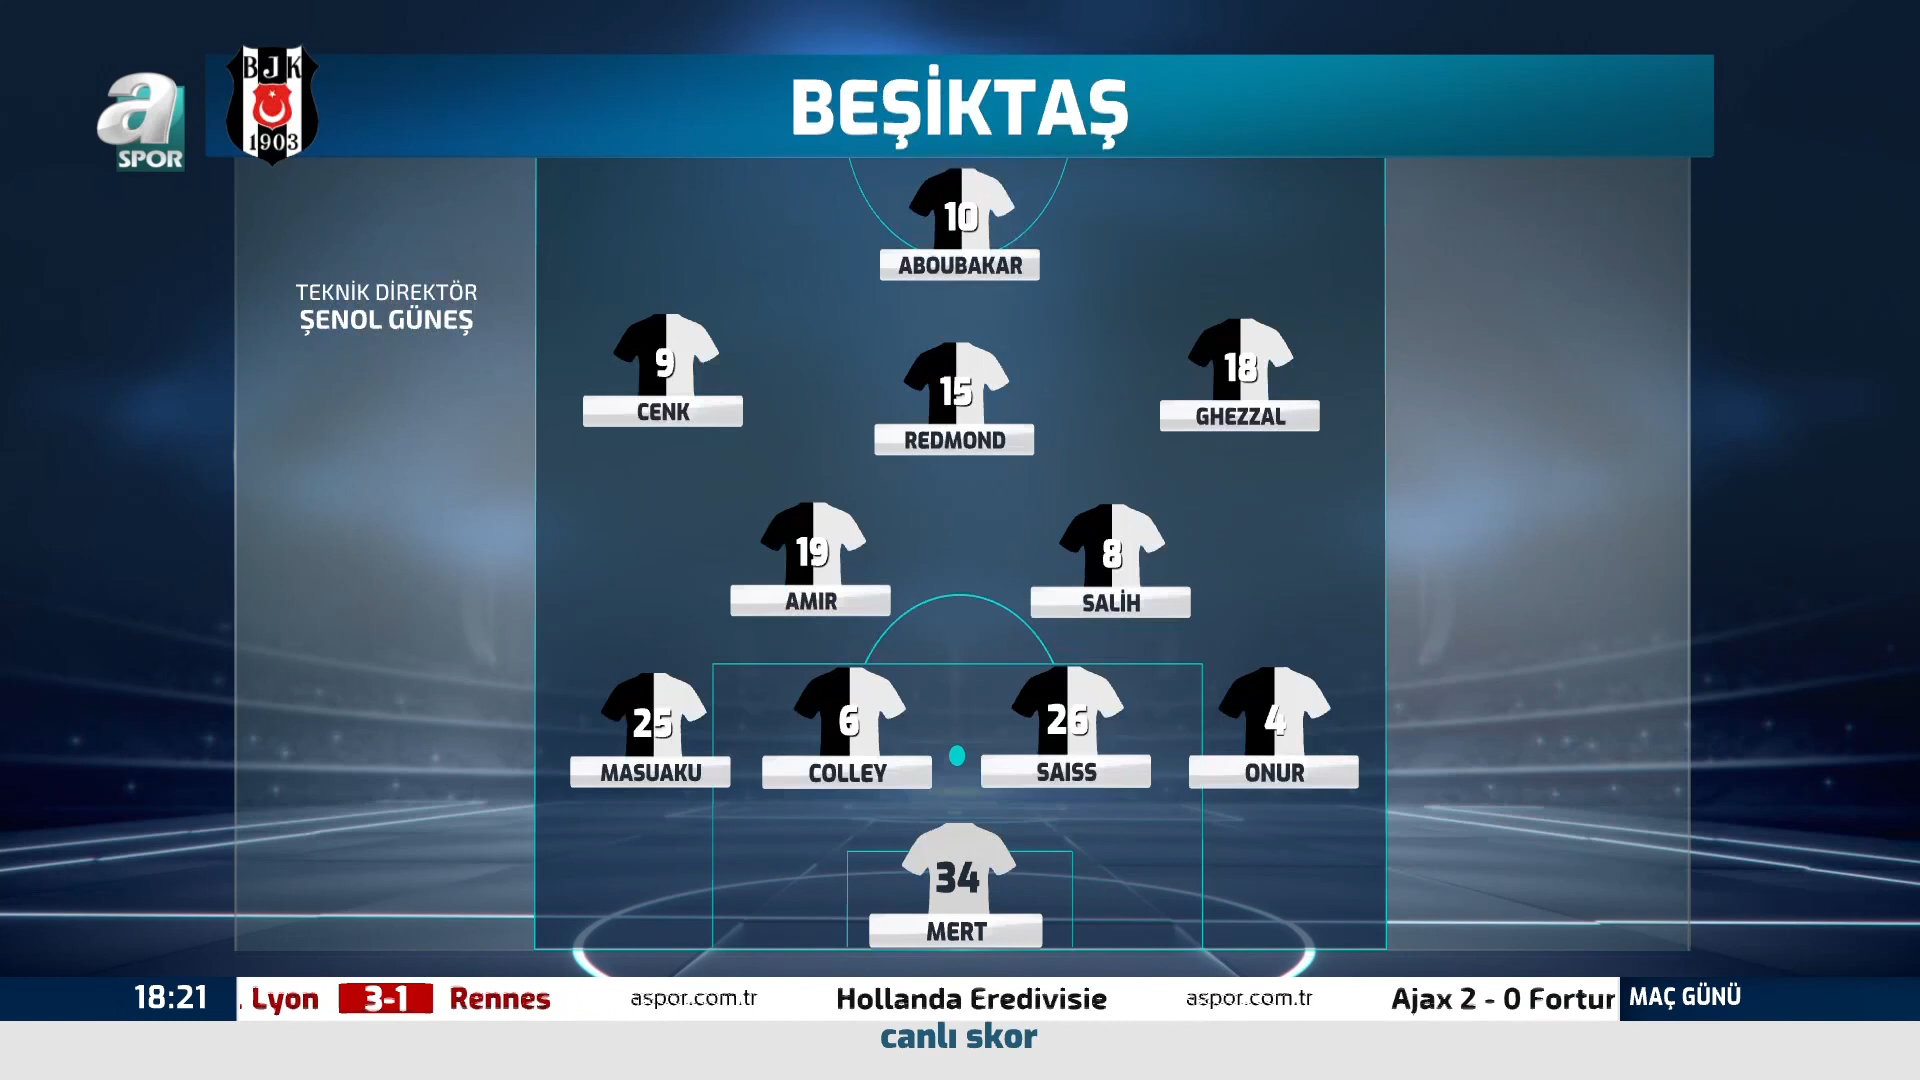 BJK
1903
a
SPOR
BEŞİKTAŞ
TEKNİK DİREKTÖR
ŞENOL GÜNEŞ
10
ABOUBAKAR
9
CENK
15
REDMOND
18
GHEZZAL
19
AMIR
8
SALİH
25
MASUAKU
6
COLLEY
26
SAISS
4
ONUR
34
MERT
18:21 . Lyon 3-1 Rennes aspor.com.tr Hollanda Eredivisie aspor.com.tr Ajax 2 - 0 Fortur MAÇ GÜNÜ
canlı skor